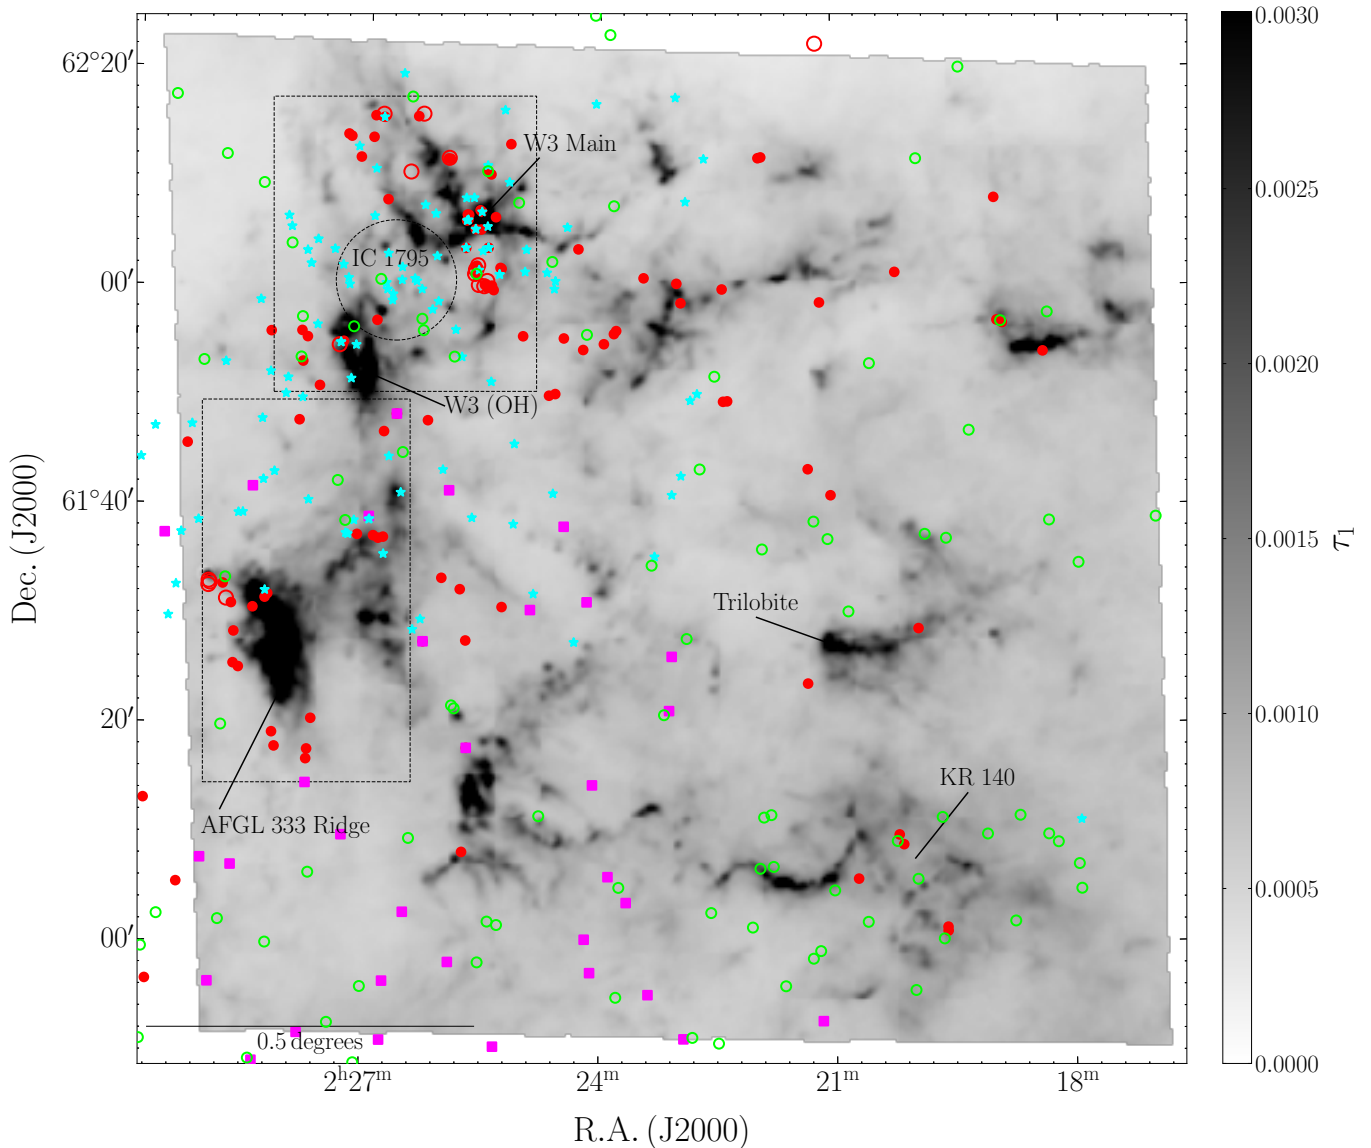 62°20′
00′
61°40′
20′
00′
Dec. (J2000)
W3 Main
IC 1795
W3 (OH)
Trilobite
KR 140
AFGL 333 Ridge
0.5 degrees
2ʰ27ᵐ
24ᵐ
21ᵐ
18ᵐ
R.A. (J2000)
0.0030
0.0025
0.0020
0.0015
0.0010
0.0005
0.0000
τ₁